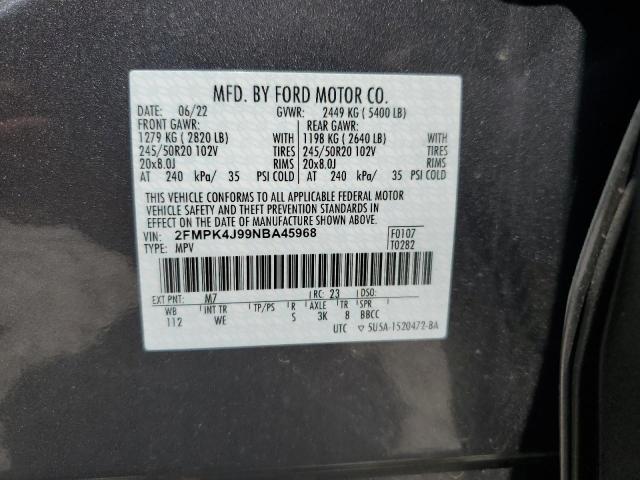 MFD. BY FORD MOTOR CO.
DATE: 06/22 GVWR: 2449 KG ( 5400 LB)
FRONT GAWR: REAR GAWR:
1279 KG ( 2820 LB) WITH 1198 KG ( 2640 LB) WITH
245/50R20 102V TIRES 245/50R20 102V TIRES
20x8.0J RIMS 20x8.0J RIMS
AT 240 kPa/ 35 PSI COLD AT 240 kPa/ 35 PSI COLD
THIS VEHICLE CONFORMS TO ALL APPLICABLE FEDERAL MOTOR
VEHICLE SAFETY AND THEFT PREVENTION STANDARDS IN
EFFECT ON THE DATE OF MANUFACTURE SHOWN ABOVE.
VIN: 2FMPK4J99NBA45968 F0107
TYPE: MPV T0282
EXT PNT: M7 RC: 23 DSO:
WB INT TR TP/PS R AXLE TR SPR
112 WE S 3K 8 BBCC
UTC ▽ 5U5A-1520472-BA